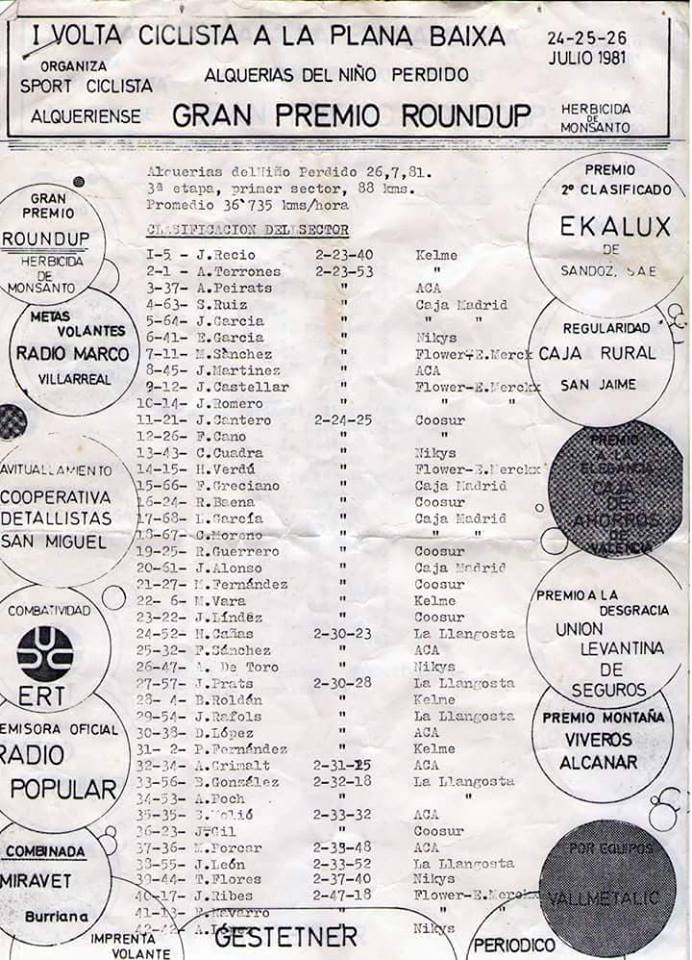 I VOLTA CICLISTA A LA PLANA BAIXA
24-25-26
JULIO 1981
ORGANIZA
SPORT CICLISTA
ALQUERIENSE
ALQUERIAS DEL NIÑO PERDIDO
GRAN PREMIO ROUNDUP
HERBICIDA
DE
MONSANTO
Alquerias del Niño Perdido 26,7,81.
3ª etapa, primer sector, 88 kms.
Promedio 36'735 kms/hora
CLASIFICACION DEL SECTOR
I-5 - J.Recio 2-23-40 Kelme
2-1 - A.Terrones 2-23-53 "
3-37- A.Peirats " ACA
4-63- S.Ruiz " Caja Madrid
5-64- J.Garcia " " "
6-41- E.Garcia " Nikys
7-11- M.Sánchez " Flower-E.Merck
8-45- J.Martinez " ACA
9-12- J.Castellar " Flower-E.Merckx
10-14- J.Romero " " "
11-21- J.Cantero 2-24-25 Coosur
12-26- F.Cano " "
13-43- C.Cuadra " Nikys
14-15- H.Verdú " Flower-E.Merckx
15-66- F.Greciano " Caja Madrid
16-24- R.Baena " Coosur
17-68- L.García " Caja Madrid
18-67- C.Moreno " " "
19-25- R.Guerrero " Coosur
20-61- J.Alonso " Caja Madrid
21-27- M.Fernández " Coosur
22- 6- M.Vara " Kelme
23-22- J.Líndez " Coosur
24-52- M.Cañas 2-30-23 La Llangosta
25-32- F.Sánchez " ACA
26-47- A. De Toro " Nikys
27-57- J.Prats 2-30-28 La Llangosta
28- 4- B.Roldán " Kelme
29-54- J.Rafols " La Llangosta
30-38- D.López " ACA
31- 2- P.Fernández " Kelme
32-34- A.Grimalt 2-31-25 ACA
33-56- B.González 2-32-18 La Llangosta
34-53- A.Foch " "
35-35- 2-33-32 ACA
36-23- J.Gil " Coosur
37-36- M.Porcar 2-33-48 ACA
38-55- J.León 2-33-52 La Llangosta
39-44- T.Flores 2-37-40 Nikys
40-17- J.Ribes 2-47-18 Flower-E.Merckx
41-13- Navarro " "
42-42- A.López " Nikys
GRAN
PREMIO
ROUNDUP
HERBICIDA
DE
MONSANTO
METAS
VOLANTES
RADIO MARCO
VILLARREAL
AVITUALLAMIENTO
COOPERATIVA
DETALLISTAS
SAN MIGUEL
COMBATIVIDAD
ERT
EMISORA OFICIAL
RADIO
POPULAR
COMBINADA
MIRAVET
Burriana
IMPRENTA
VOLANTE
GESTETNER
PERIODICO
PREMIO
2º CLASIFICADO
EKALUX
DE
SANDOZ, S.A.E
REGULARIDAD
CAJA RURAL
SAN JAIME
PREMIO
A LA
ELEGANCIA
CAJA
DE
AHORROS
DE
VALENCIA
PREMIO A LA
DESGRACIA
UNION
LEVANTINA
DE
SEGUROS
PREMIO MONTAÑA
VIVEROS
ALCANAR
POR EQUIPOS
VALLMETALIC